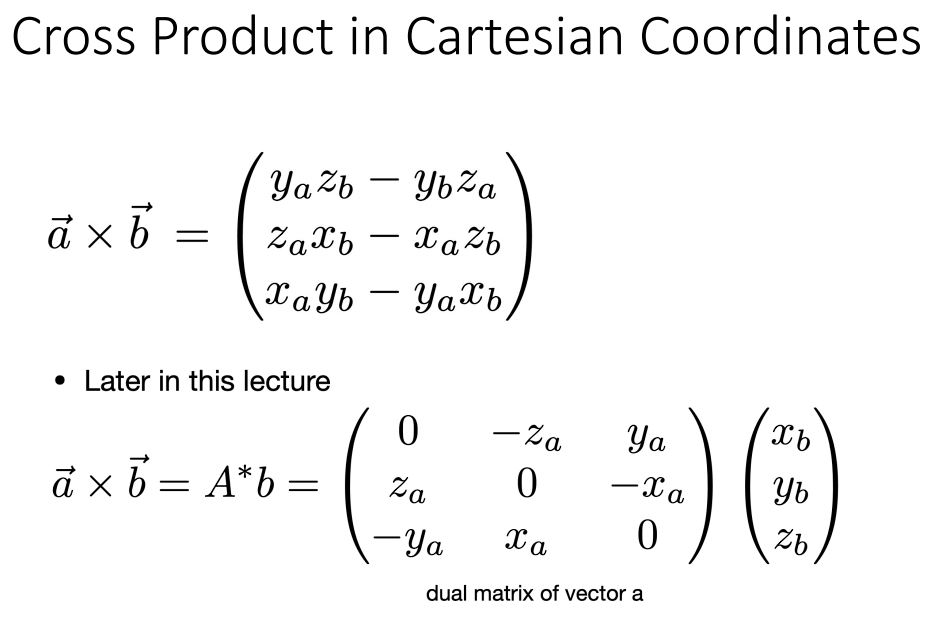 Cross Product in Cartesian Coordinates
$\vec{a} \times \vec{b} = \begin{pmatrix} y_a z_b - y_b z_a \\ z_a x_b - x_a z_b \\ x_a y_b - y_a x_b \end{pmatrix}$
• Later in this lecture
$\vec{a} \times \vec{b} = A^* b = \begin{pmatrix} 0 & -z_a & y_a \\ z_a & 0 & -x_a \\ -y_a & x_a & 0 \end{pmatrix} \begin{pmatrix} x_b \\ y_b \\ z_b \end{pmatrix}$
dual matrix of vector a